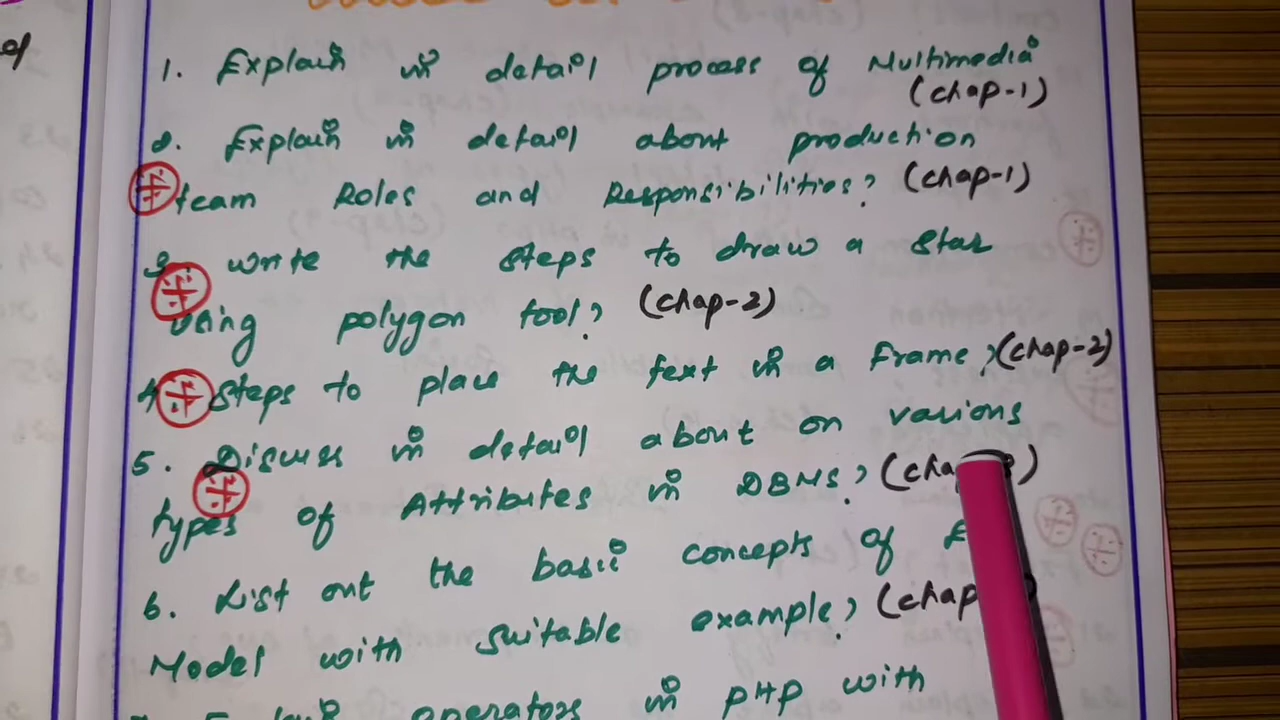 1. Explain in detail process of Multimedia
(chap-1)
2. Explain in detail about production
team Roles and Responsibilities? (chap-1)
3. write the steps to draw a star
using polygon tool? (chap-2)
4. steps to place the text in a Frame? (chap-2)
5. Discuss in detail about on various
types of Attributes in DBMS? (chap-3)
6. List out the basic concepts of
Model with suitable example? (chap
operators in PHP with